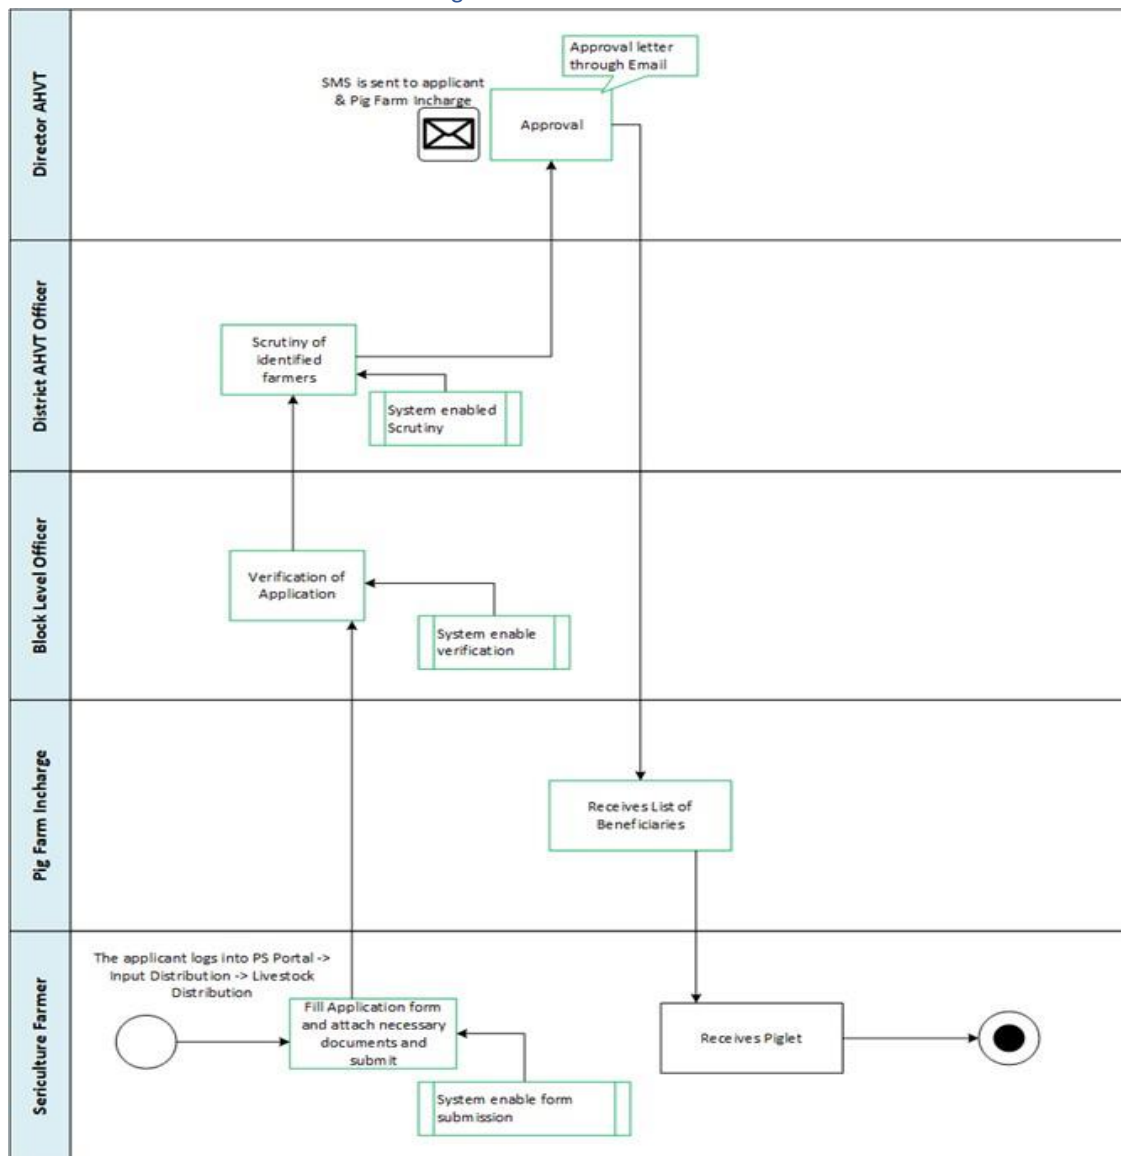 Director AHVT
SMS is sent to applicant
& Pig Farm Incharge
Approval letter
through Email
Approval
District AHVT Officer
Scrutiny of
identified
farmers
System enabled
Scrutiny
Block Level Officer
Verification of
Application
System enable
verification
Pig Farm Incharge
Receives List of
Beneficiaries
Sericulture Farmer
The applicant logs into PS Portal ->
Input Distribution -> Livestock
Distribution
Fill Application form
and attach necessary
documents and
submit
System enable form
submission
Receives Piglet